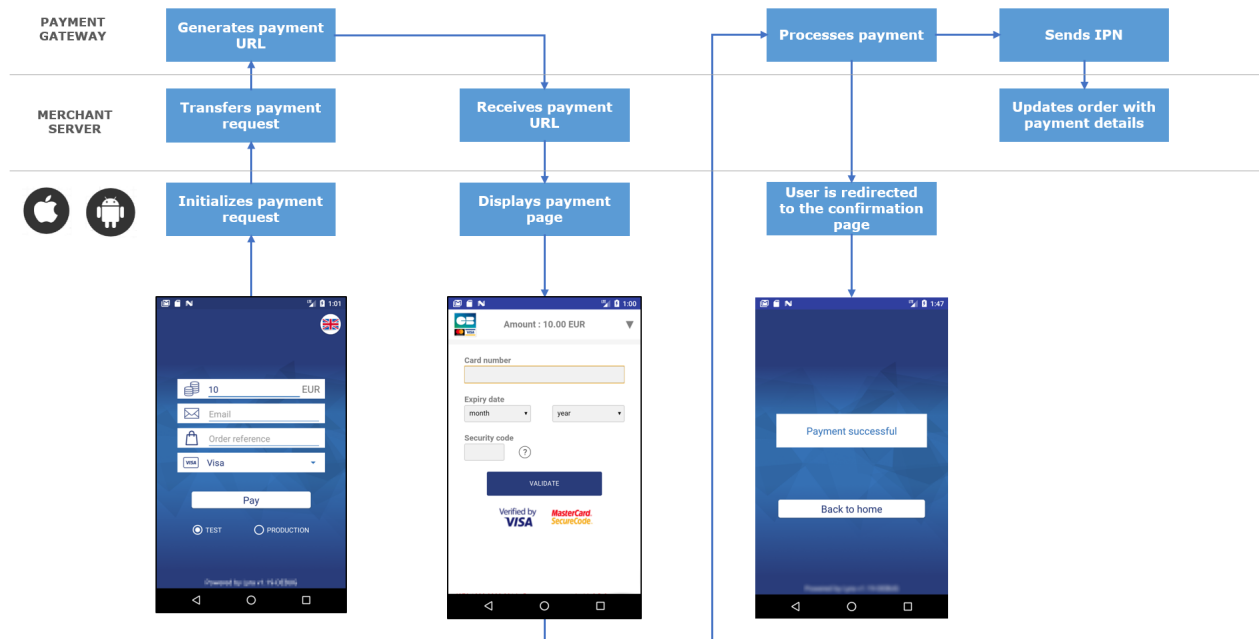 PAYMENT
GATEWAY
Generates payment
URL
Processes payment
Sends IPN
MERCHANT
SERVER
Transfers payment
request
Receives payment
URL
Updates order with
payment details
Initializes payment
request
Displays payment
page
User is redirected
to the confirmation
page
1:01
10 EUR
Email
Order reference
VISA Visa
Pay
TEST PRODUCTION
1:00
CB
VISA
Amount : 10.00 EUR
Card number
Expiry date
month year
Security code
?
VALIDATE
Verified by
VISA
MasterCard.
SecureCode.
1:47
Payment successful
Back to home